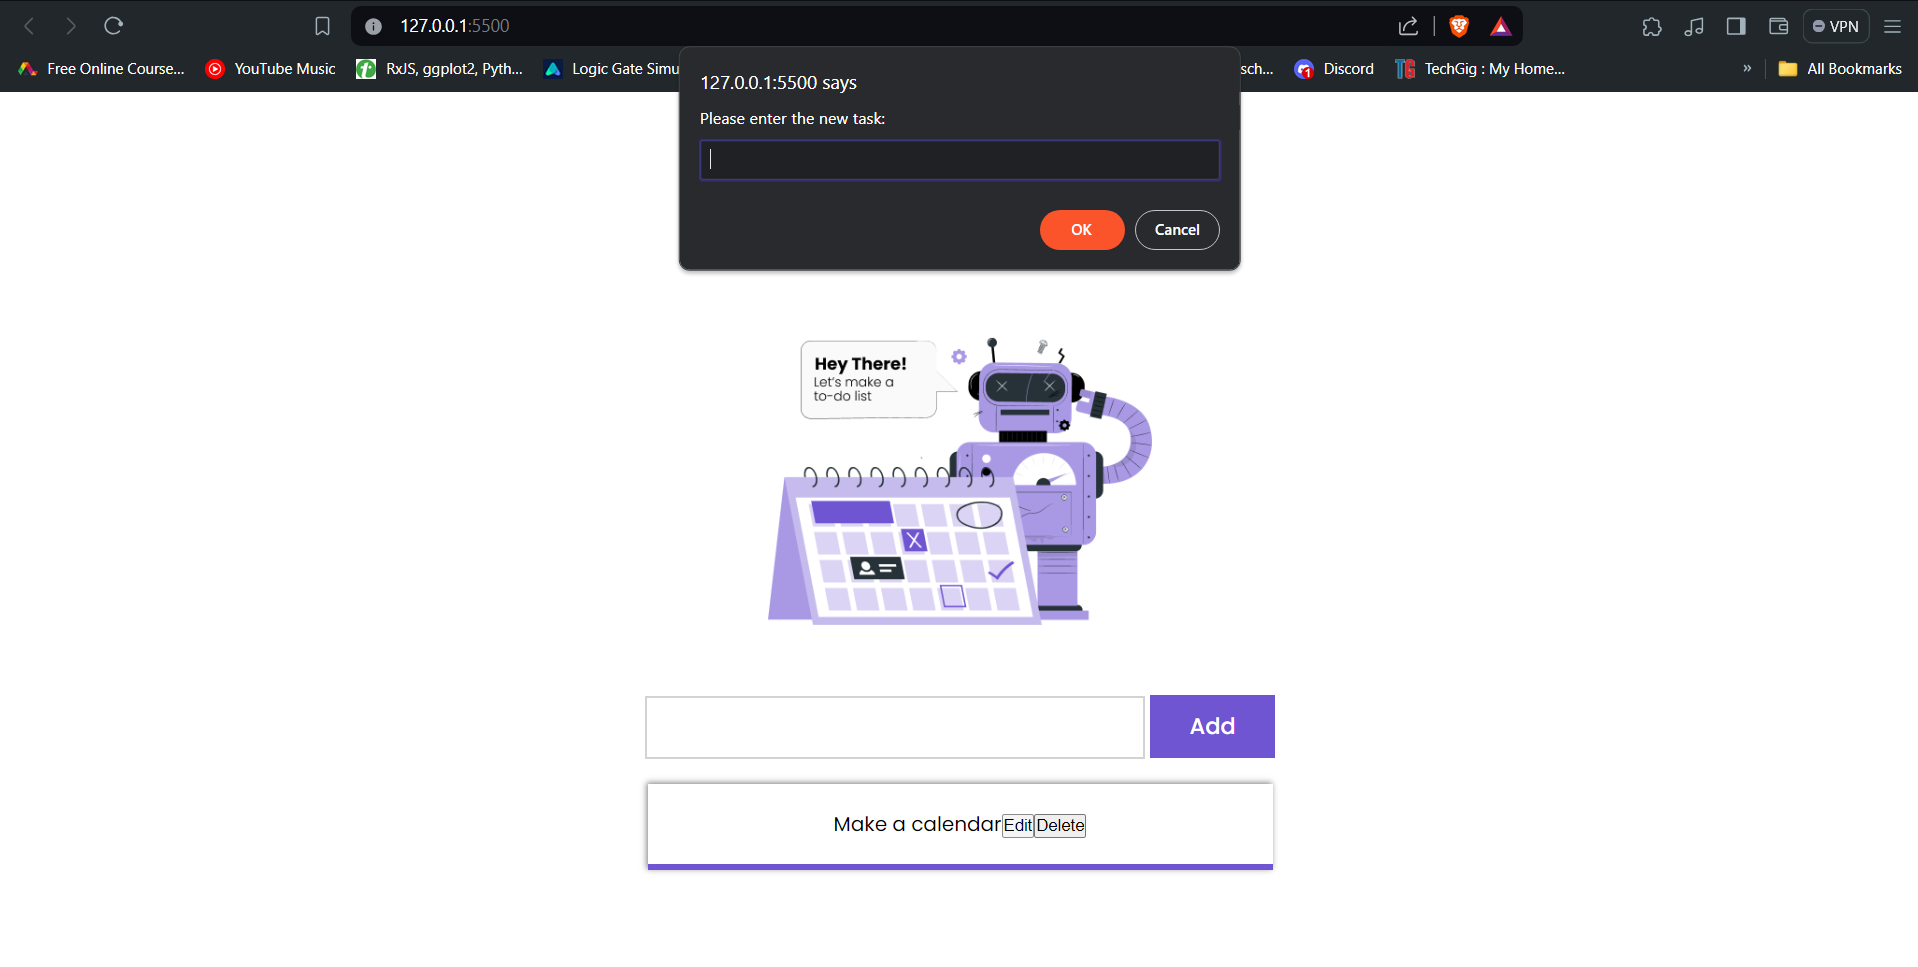 127.0.0.1:5500
VPN
Free Online Course...
YouTube Music
RxJS, ggplot2, Pyth...
Logic Gate Simu
sch...
Discord
TG
TechGig : My Home...
»
All Bookmarks
127.0.0.1:5500 says
Please enter the new task:
OK
Cancel
Hey There!
Let's make a
to-do list
X
Add
Make a calendar Edit Delete